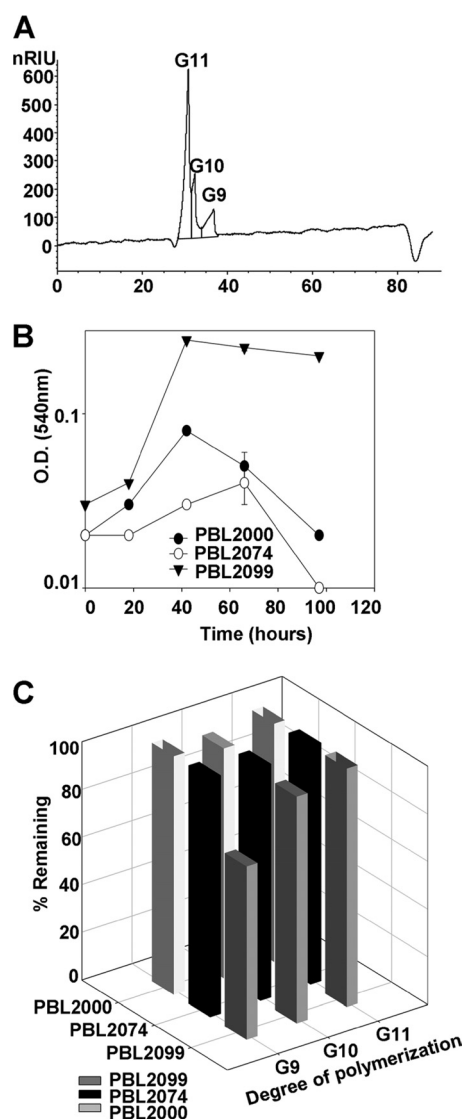 A
nRIU
G11
600
500
G10
400
300
G9
200
100
0
0 20 40 60 80
B
O.D. (540nm)
0.1
PBL2000
PBL2074
PBL2099
0.01
0 20 40 60 80 100 120
Time (hours)
C
100
80
% Remaining
60
40
20
0
PBL2000
PBL2074
PBL2099
G11
G10
G9
Degree of polymerization
PBL2099
PBL2074
PBL2000